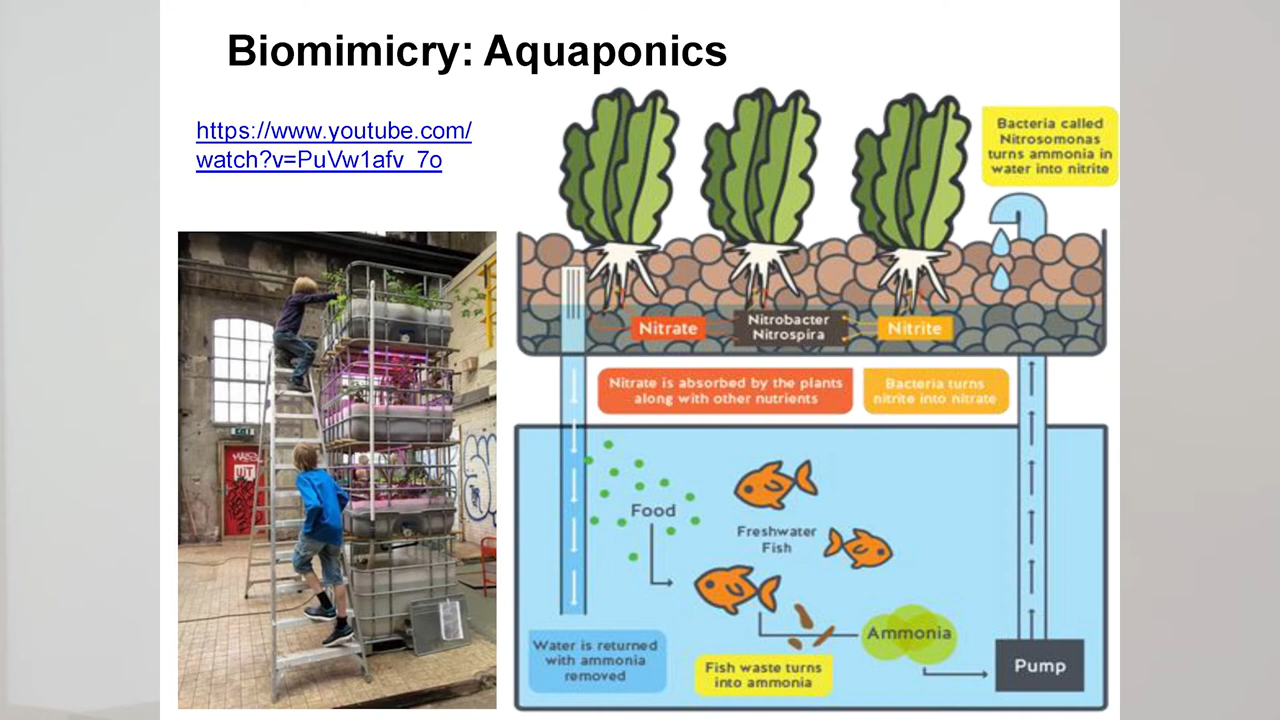 Biomimicry: Aquaponics
https://www.youtube.com/
watch?v=PuVw1afv_7o
Bacteria called
Nitrosomonas
turns ammonia in
water into nitrite
Nitrate
Nitrobacter
Nitrospira
Nitrite
Nitrate is absorbed by the plants
along with other nutrients
Bacteria turns
nitrite into nitrate
Food
Freshwater
Fish
Ammonia
Water is returned
with ammonia
removed
Fish waste turns
into ammonia
Pump